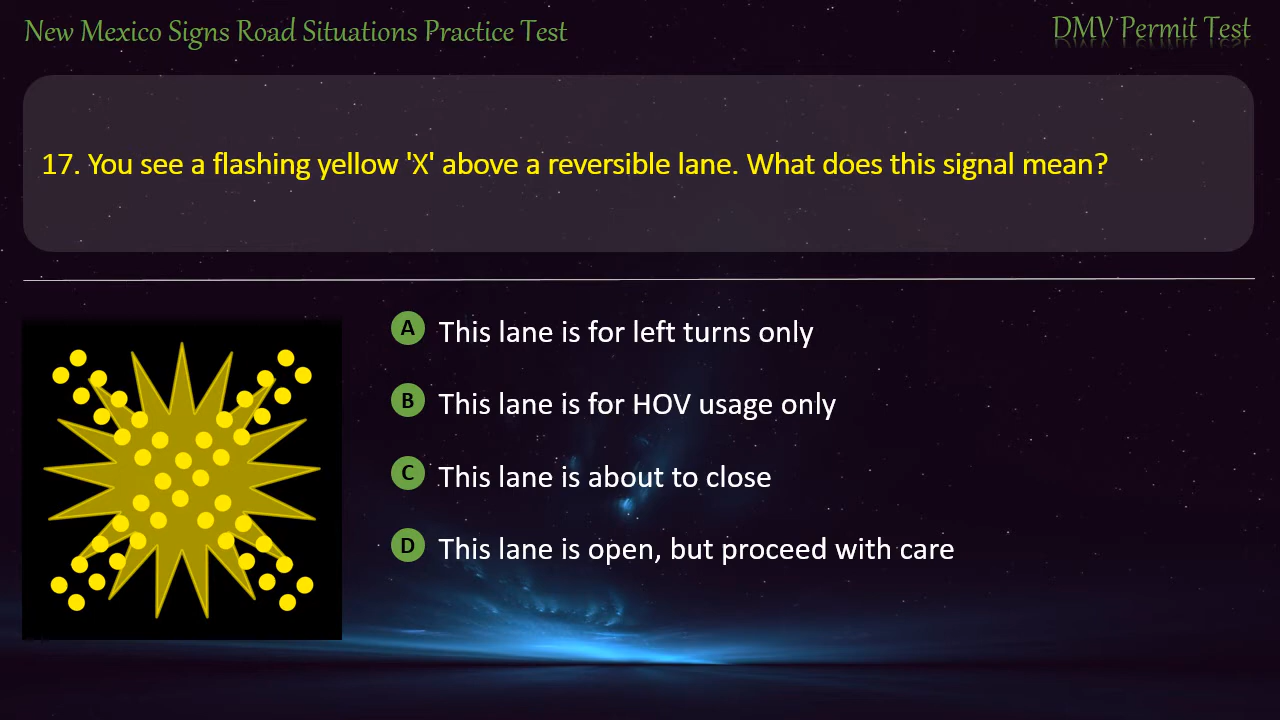 New Mexico Signs Road Situations Practice Test
DMV Permit Test
17. You see a flashing yellow 'X' above a reversible lane. What does this signal mean?
A This lane is for left turns only
B This lane is for HOV usage only
C This lane is about to close
D This lane is open, but proceed with care